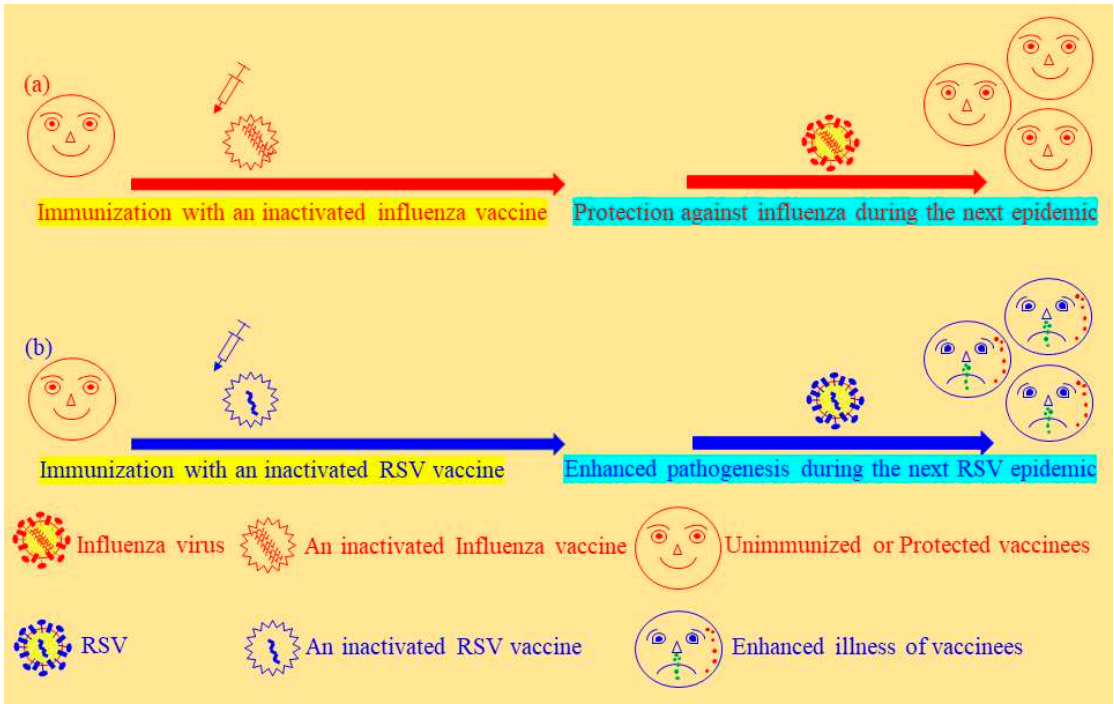 (a)
Immunization with an inactivated influenza vaccine
Protection against influenza during the next epidemic
(b)
Immunization with an inactivated RSV vaccine
Enhanced pathogenesis during the next RSV epidemic
Influenza virus
An inactivated Influenza vaccine
Unimmunized or Protected vaccinees
RSV
An inactivated RSV vaccine
Enhanced illness of vaccinees